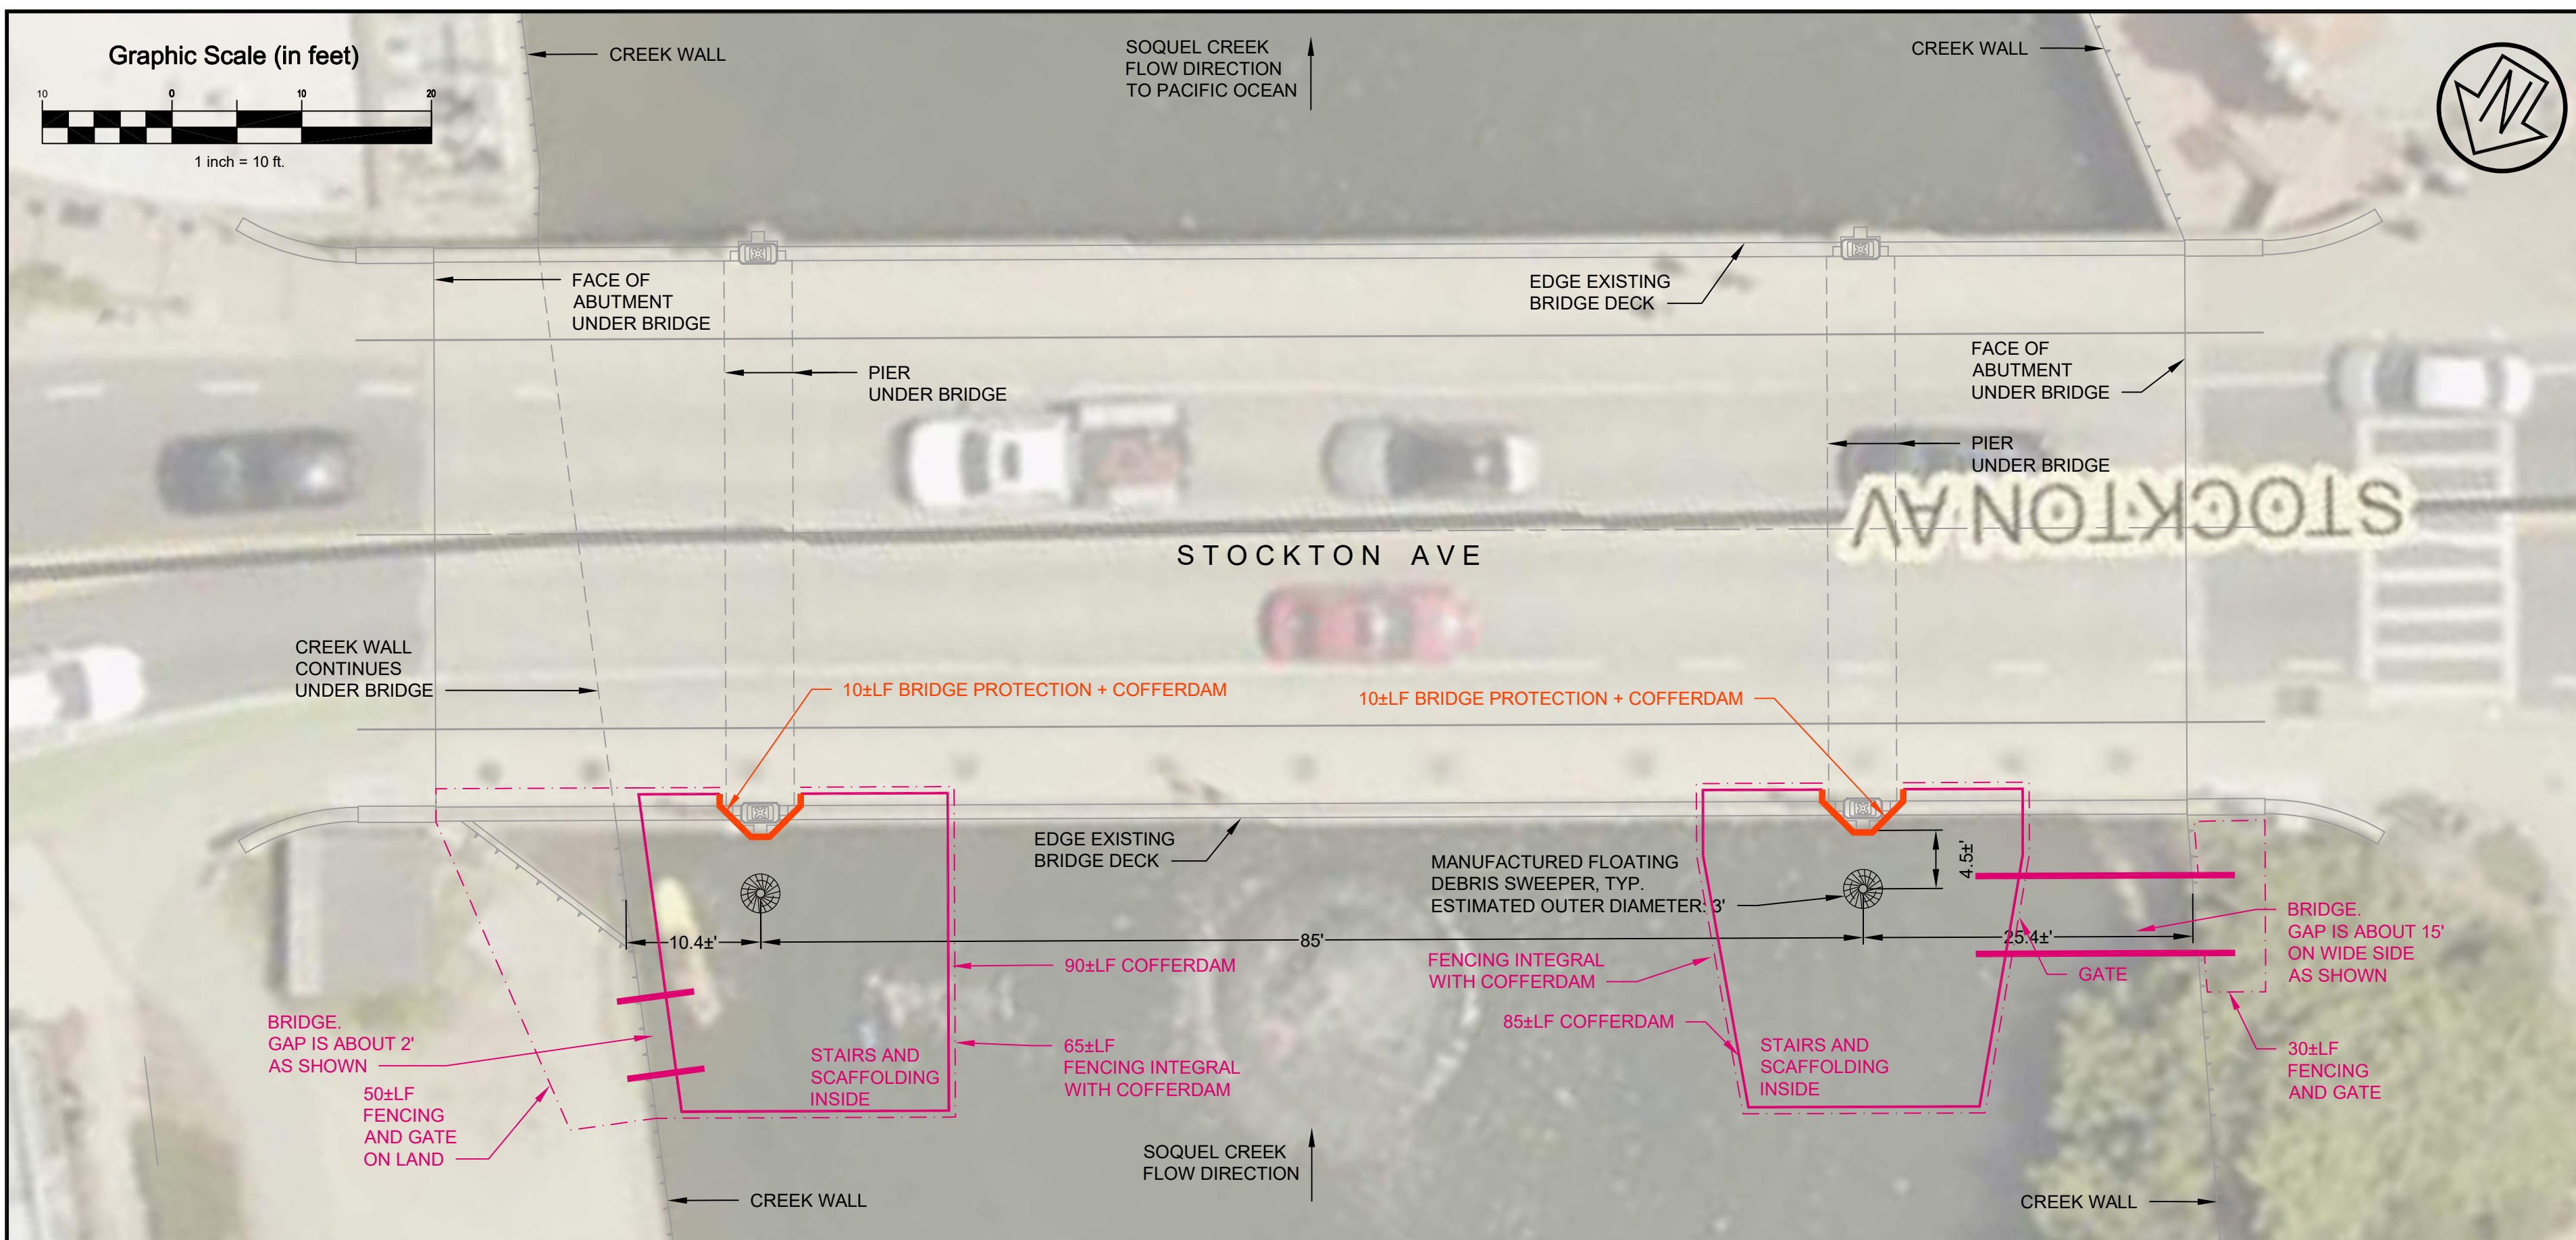 Graphic Scale (in feet)
10 0 10 20
1 inch = 10 ft.
CREEK WALL
SOQUEL CREEK
FLOW DIRECTION
TO PACIFIC OCEAN
CREEK WALL
N
FACE OF
ABUTMENT
UNDER BRIDGE
EDGE EXISTING
BRIDGE DECK
FACE OF
ABUTMENT
UNDER BRIDGE
PIER
UNDER BRIDGE
PIER
UNDER BRIDGE
STOCKTON AV
STOCKTON AVE
CREEK WALL
CONTINUES
UNDER BRIDGE
10±LF BRIDGE PROTECTION + COFFERDAM
10±LF BRIDGE PROTECTION + COFFERDAM
EDGE EXISTING
BRIDGE DECK
MANUFACTURED FLOATING
DEBRIS SWEEPER, TYP.
ESTIMATED OUTER DIAMETER: 3'
4.5±'
10.4±'
85'
25.4±'
BRIDGE.
GAP IS ABOUT 15'
ON WIDE SIDE
AS SHOWN
90±LF COFFERDAM
FENCING INTEGRAL
WITH COFFERDAM
GATE
BRIDGE.
GAP IS ABOUT 2'
AS SHOWN
85±LF COFFERDAM
STAIRS AND
SCAFFOLDING
INSIDE
65±LF
FENCING INTEGRAL
WITH COFFERDAM
STAIRS AND
SCAFFOLDING
INSIDE
30±LF
FENCING
AND GATE
50±LF
FENCING
AND GATE
ON LAND
SOQUEL CREEK
FLOW DIRECTION
CREEK WALL
CREEK WALL